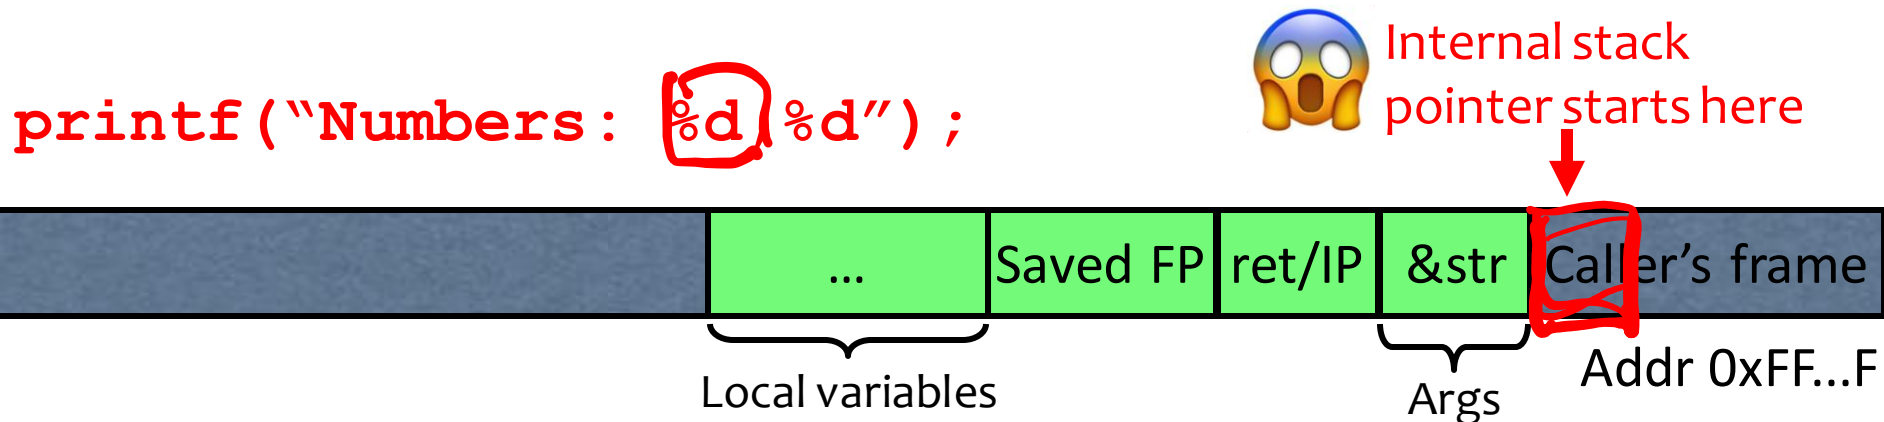 Internal stack
pointer starts here
printf(“Numbers: %d,%d”);
… Saved FP ret/IP &str Caller’s frame
Local variables Args Addr 0xFF…F